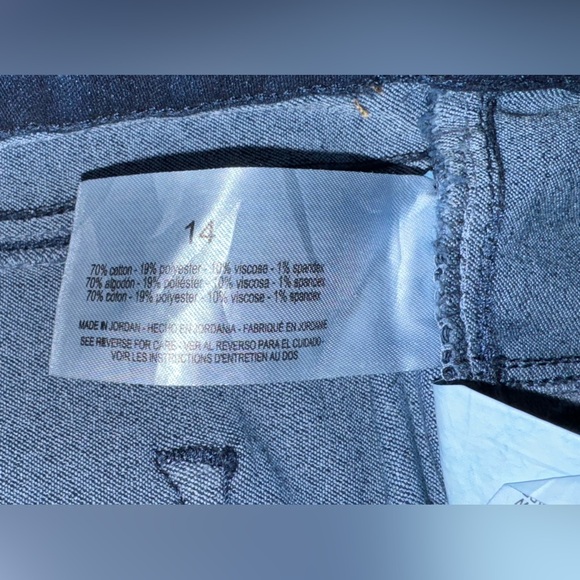 14
70% cotton - 19% polyester - 10% viscose - 1% spandex
70% algodón - 19% poliéster - 10% viscosa - 1% spandex
70% coton - 19% polyester - 10% viscose - 1% spandex
MADE IN JORDAN - HECHO EN JORDANIA - FABRIQUÉ EN JORDANIE
SEE REVERSE FOR CARE - VER AL REVERSO PARA EL CUIDADO -
VOIR LES INSTRUCTIONS D'ENTRETIEN AU DOS